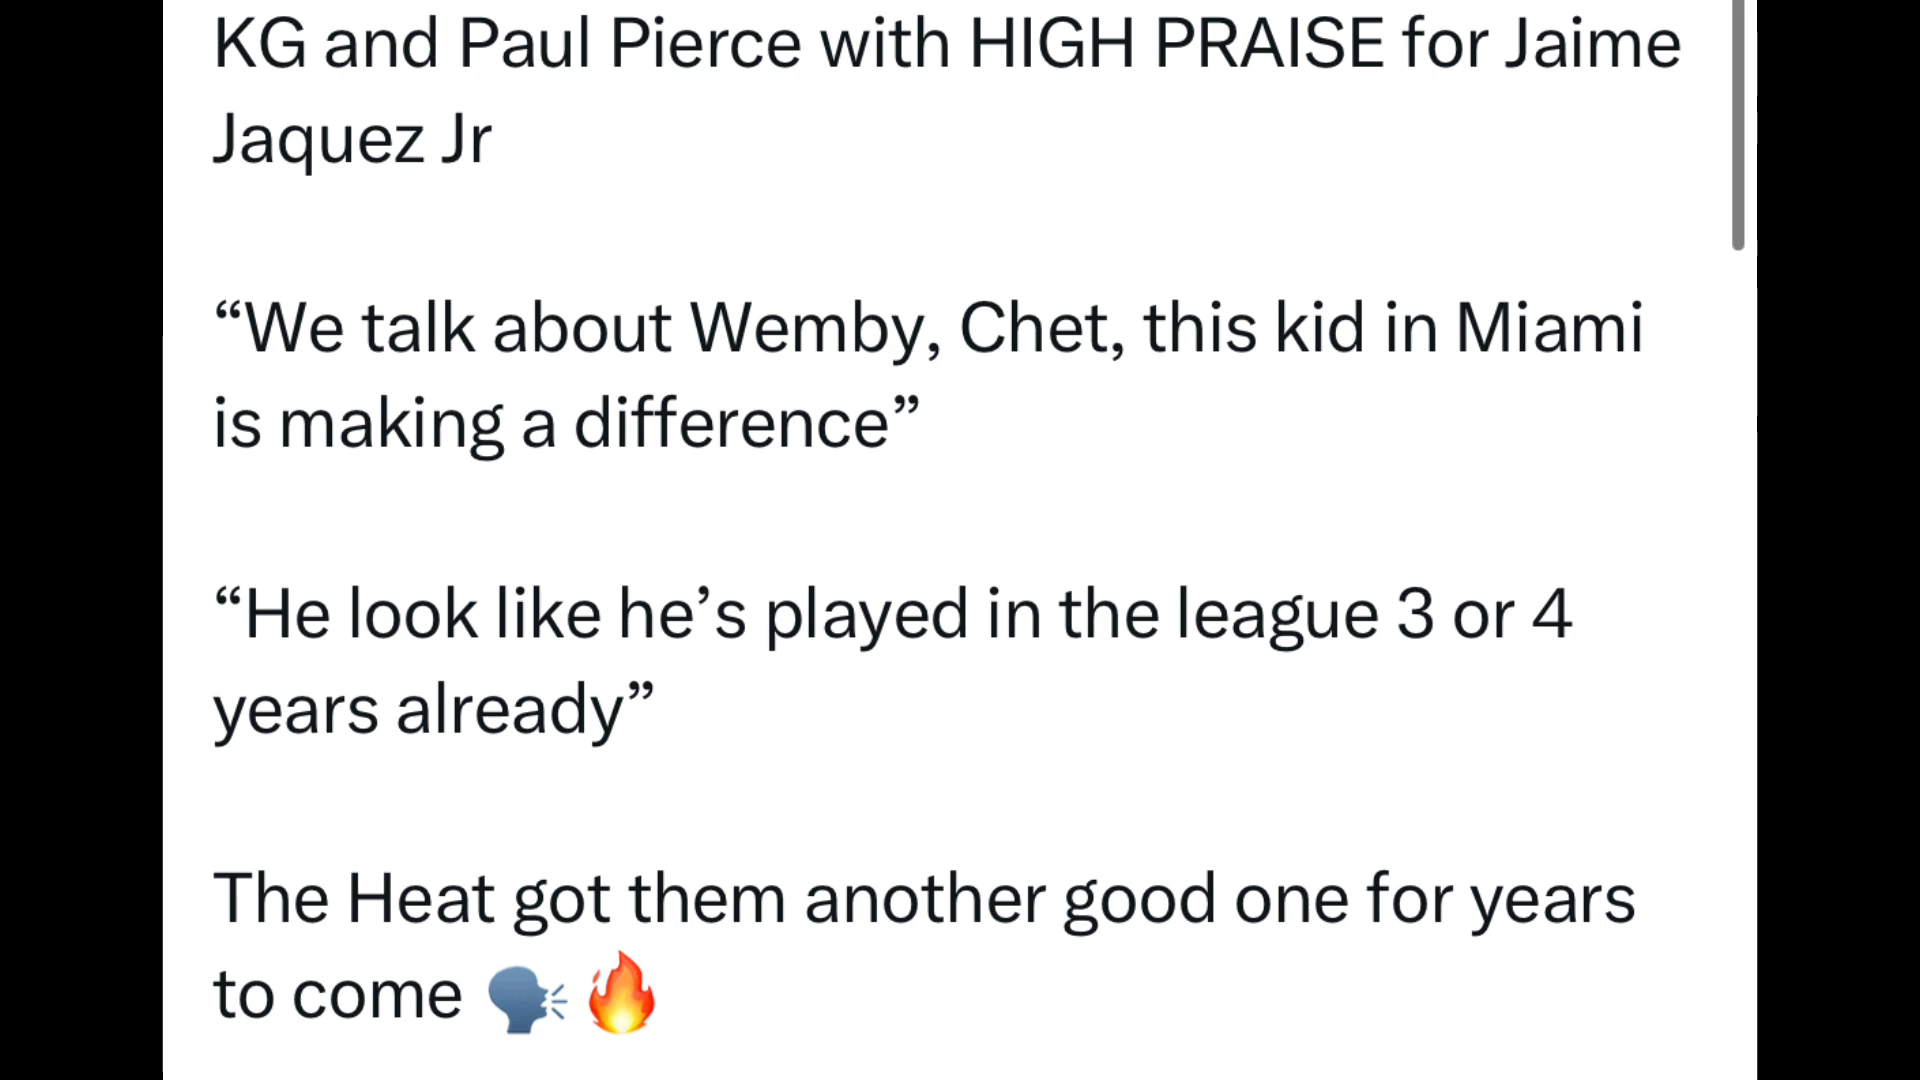 KG and Paul Pierce with HIGH PRAISE for Jaime
Jaquez Jr
“We talk about Wemby, Chet, this kid in Miami
is making a difference”
“He look like he’s played in the league 3 or 4
years already”
The Heat got them another good one for years
to come 🗣️🔥